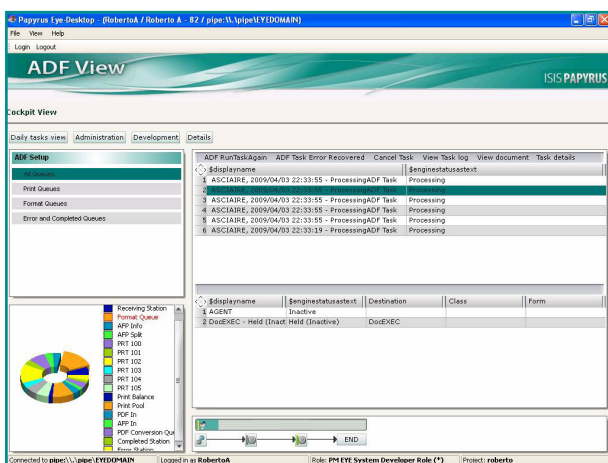 Papyrus Eye-Desktop - (RobertoA / Roberto A - 82 / pipe:\\.\pipe\EYEDOMAIN)
File View Help
Login Logout
ADF View
ISIS PAPYRUS
Cockpit View
Daily tasks view Administration Development Details
ADF Setup
All Queues
Print Queues
Format Queues
Error and Completed Queues
ADF RunTaskAgain ADF Task Error Recovered Cancel Task View Task log View document Task details
$displayname $enginestatusastext
1 ASCIAIRE, 2009/04/03 22:33:55 - ProcessingADF Task Processing
2 ASCIAIRE, 2009/04/03 22:33:55 - ProcessingADF Task Processing
3 ASCIAIRE, 2009/04/03 22:33:55 - ProcessingADF Task Processing
4 ASCIAIRE, 2009/04/03 22:33:55 - ProcessingADF Task Processing
5 ASCIAIRE, 2009/04/03 22:33:55 - ProcessingADF Task Processing
6 ASCIAIRE, 2009/04/03 22:33:19 - ProcessingADF Task Processing
$displayname $enginestatusastext Destination Class Form
1 AGENT Inactive
2 DocEXEC - Held (Inact Held (Inactive) DocEXEC
Receiving Station
Format Queue
AFP Info
AFP Split
PRT 100
PRT 101
PRT 102
PRT 103
PRT 104
PRT 105
Print Balance
Print Pool
PDF In
AFP In
PDF Conversion Que
Completed Station
Error Station
END
Connected to pipe:\\.\pipe\EYEDOMAIN Logged in as RobertoA Role: PM EYE System Developer Role (*) Protect: roberto